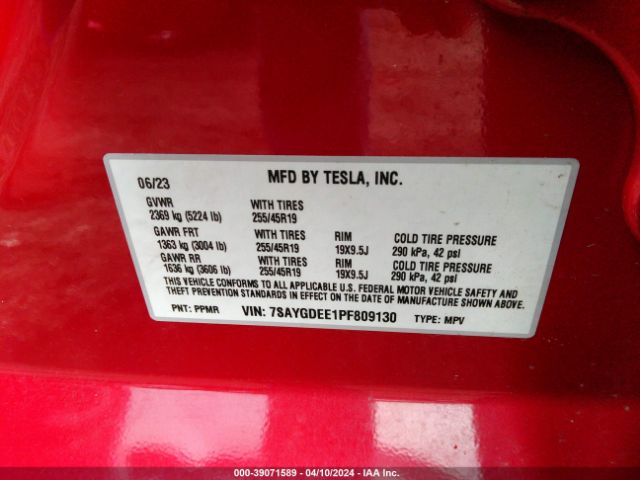 MFD BY TESLA, INC.
06/23
GVWR WITH TIRES
2369 kg (5224 lb) 255/45R19
GAWR FRT WITH TIRES RIM COLD TIRE PRESSURE
1363 kg (3004 lb) 255/45R19 19X9.5J 290 kPa, 42 psi
GAWR RR WITH TIRES RIM COLD TIRE PRESSURE
1636 kg (3606 lb) 255/45R19 19X9.5J 290 kPa, 42 psi
THIS VEHICLE CONFORMS TO ALL APPLICABLE U.S. FEDERAL MOTOR VEHICLE SAFETY AND
THEFT PREVENTION STANDARDS IN EFFECT ON THE DATE OF MANUFACTURE SHOWN ABOVE.
PNT: PPMR VIN: 7SAYGDEE1PF809130 TYPE: MPV
000-39071589 - 04/10/2024 - IAA Inc.